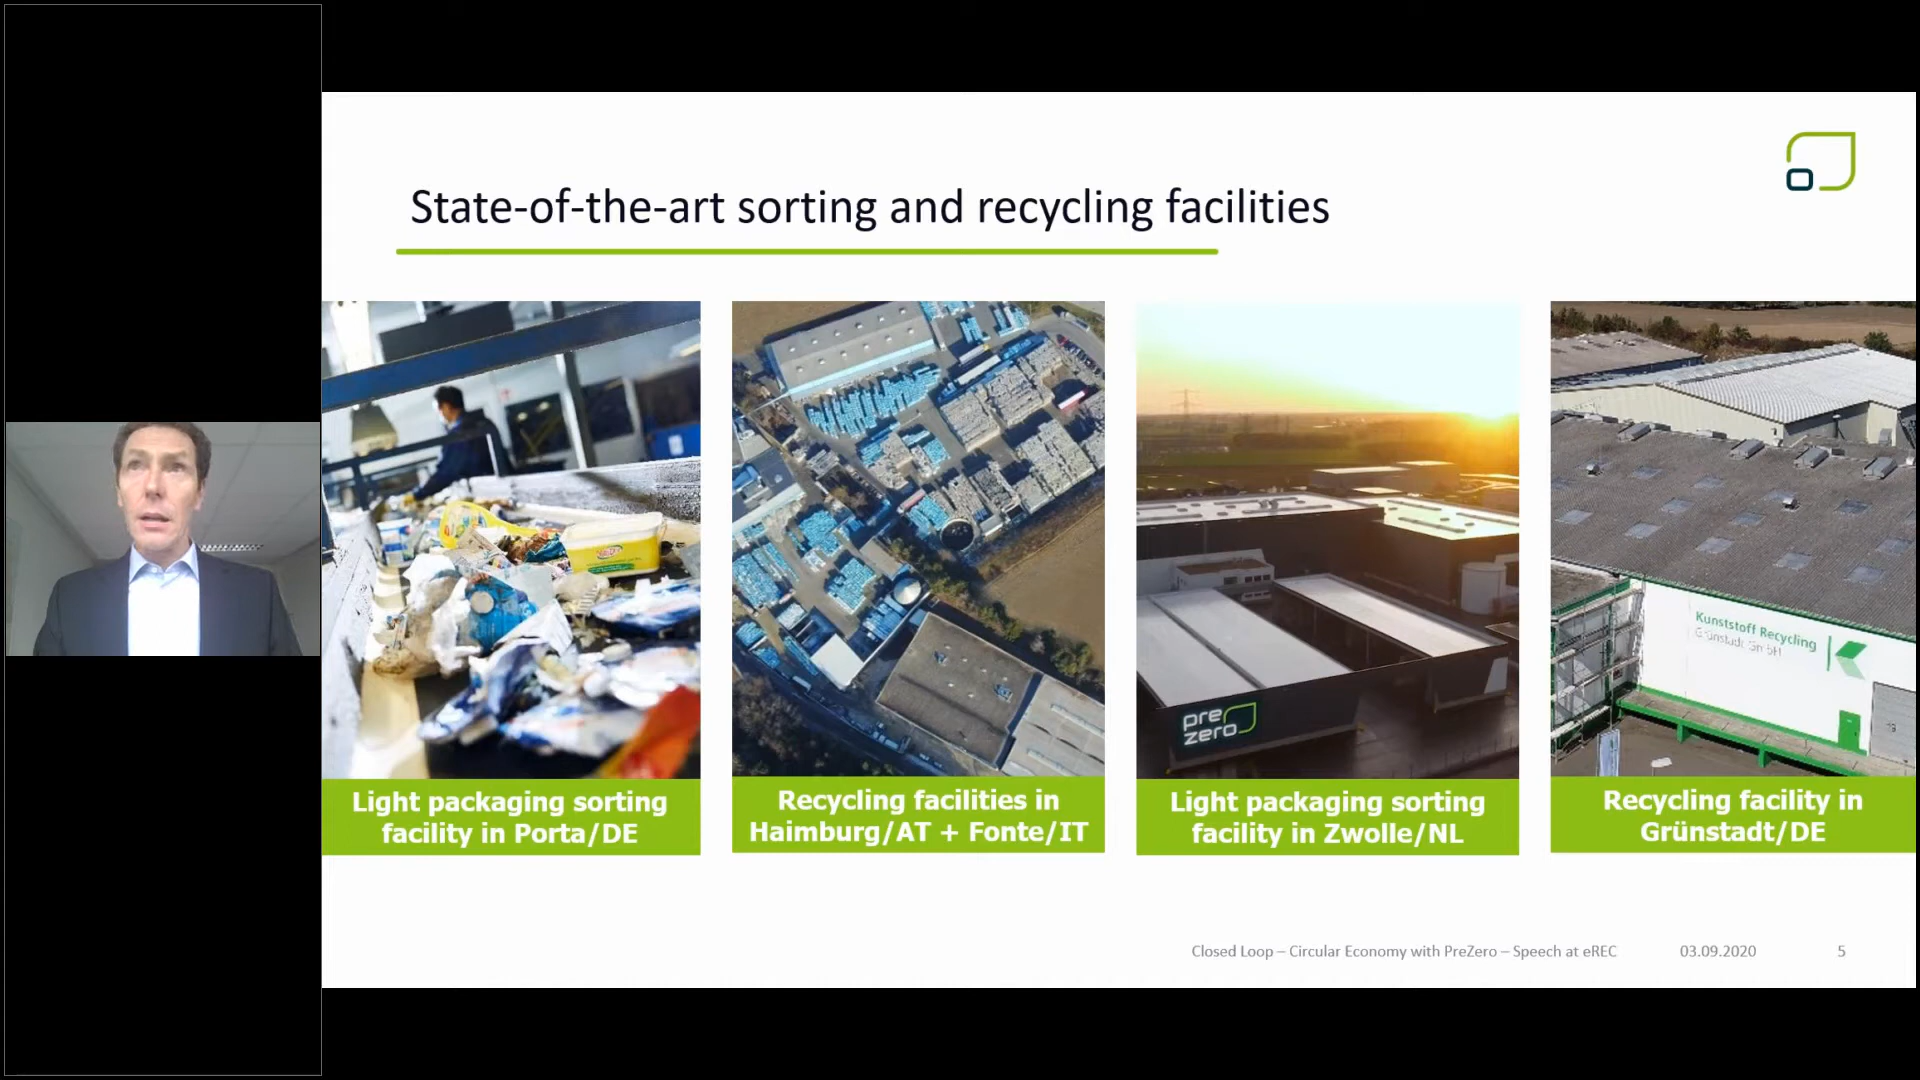 State-of-the-art sorting and recycling facilities
Kunststoff Recycling
Grünstadt GmbH
pre
zero
Light packaging sorting
facility in Porta/DE
Recycling facilities in
Haimburg/AT + Fonte/IT
Light packaging sorting
facility in Zwolle/NL
Recycling facility in
Grünstadt/DE
Closed Loop – Circular Economy with PreZero – Speech at eREC
03.09.2020
5